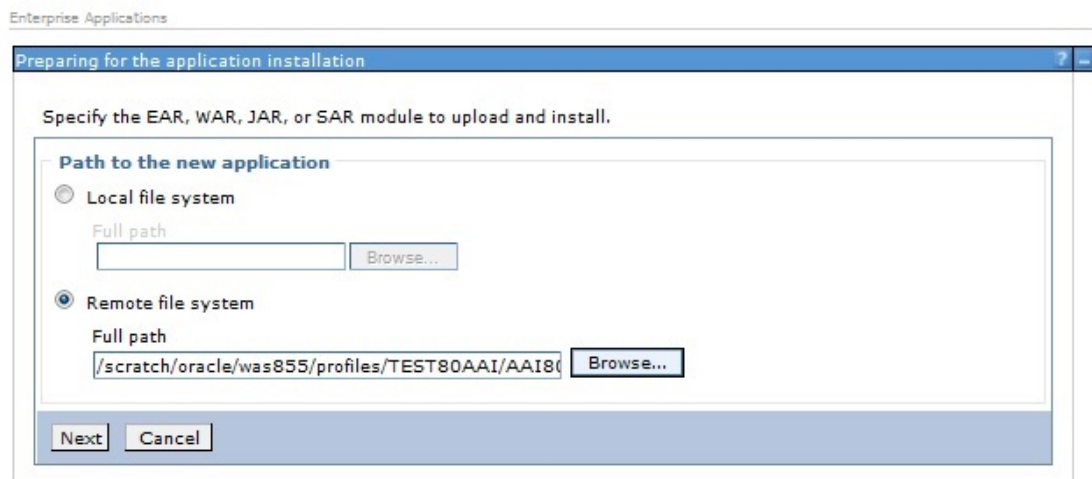 Enterprise Applications
Preparing for the application installation ? –
Specify the EAR, WAR, JAR, or SAR module to upload and install.
Path to the new application
Local file system
Full path
Browse...
Remote file system
Full path
/scratch/oracle/was855/profiles/TEST80AAI/AAI80 Browse...
Next Cancel